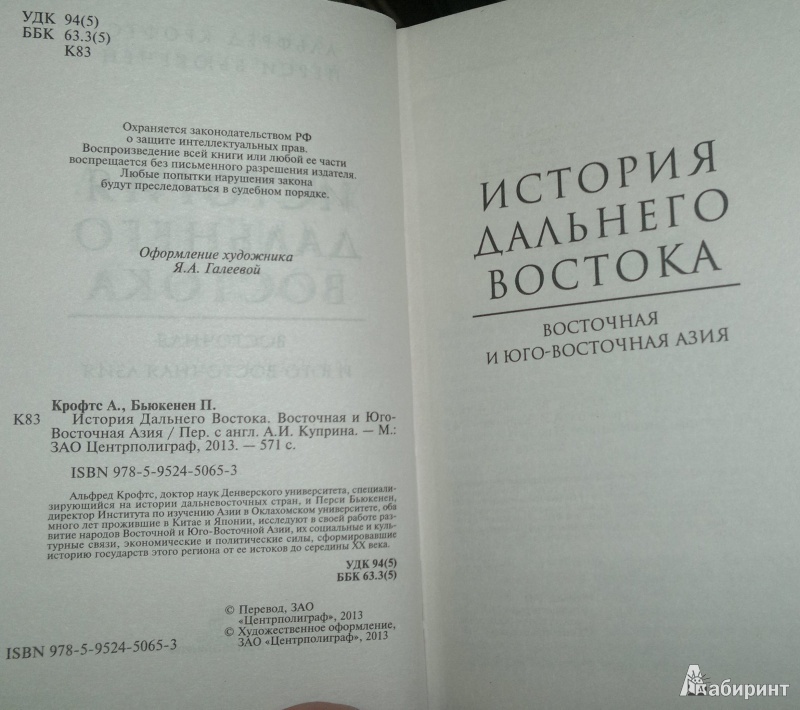 УДК 94(5)
ББК 63.3(5)
К83
Охраняется законодательством РФ
о защите интеллектуальных прав.
Воспроизведение всей книги или любой ее части
воспрещается без письменного разрешения издателя.
Любые попытки нарушения закона
будут преследоваться в судебном порядке.
Оформление художника
Я.А. Галеевой
Крофтс А., Бьюкенен П.
К83 История Дальнего Востока. Восточная и Юго-
Восточная Азия / Пер. с англ. А.И. Куприна. — М.:
ЗАО Центрполиграф, 2013. — 571 с.
ISBN 978-5-9524-5065-3
Альфред Крофтс, доктор наук Денверского университета, специали-
зирующийся на истории дальневосточных стран, и Перси Бьюкенен,
директор Института по изучению Азии в Оклахомском университете, оба
много лет прожившие в Китае и Японии, исследуют в своей работе раз-
витие народов Восточной и Юго-Восточной Азии, их социальные и куль-
турные связи, экономические и политические силы, сформировавшие
историю государств этого региона от ее истоков до середины XX века.
УДК 94(5)
ББК 63.3(5)
© Перевод, ЗАО
«Центрполиграф», 2013
© Художественное оформление,
ЗАО «Центрполиграф», 2013
ISBN 978-5-9524-5065-3
ИСТОРИЯ
ДАЛЬНЕГО
ВОСТОКА
ВОСТОЧНАЯ
И ЮГО-ВОСТОЧНАЯ АЗИЯ
Лабиринт